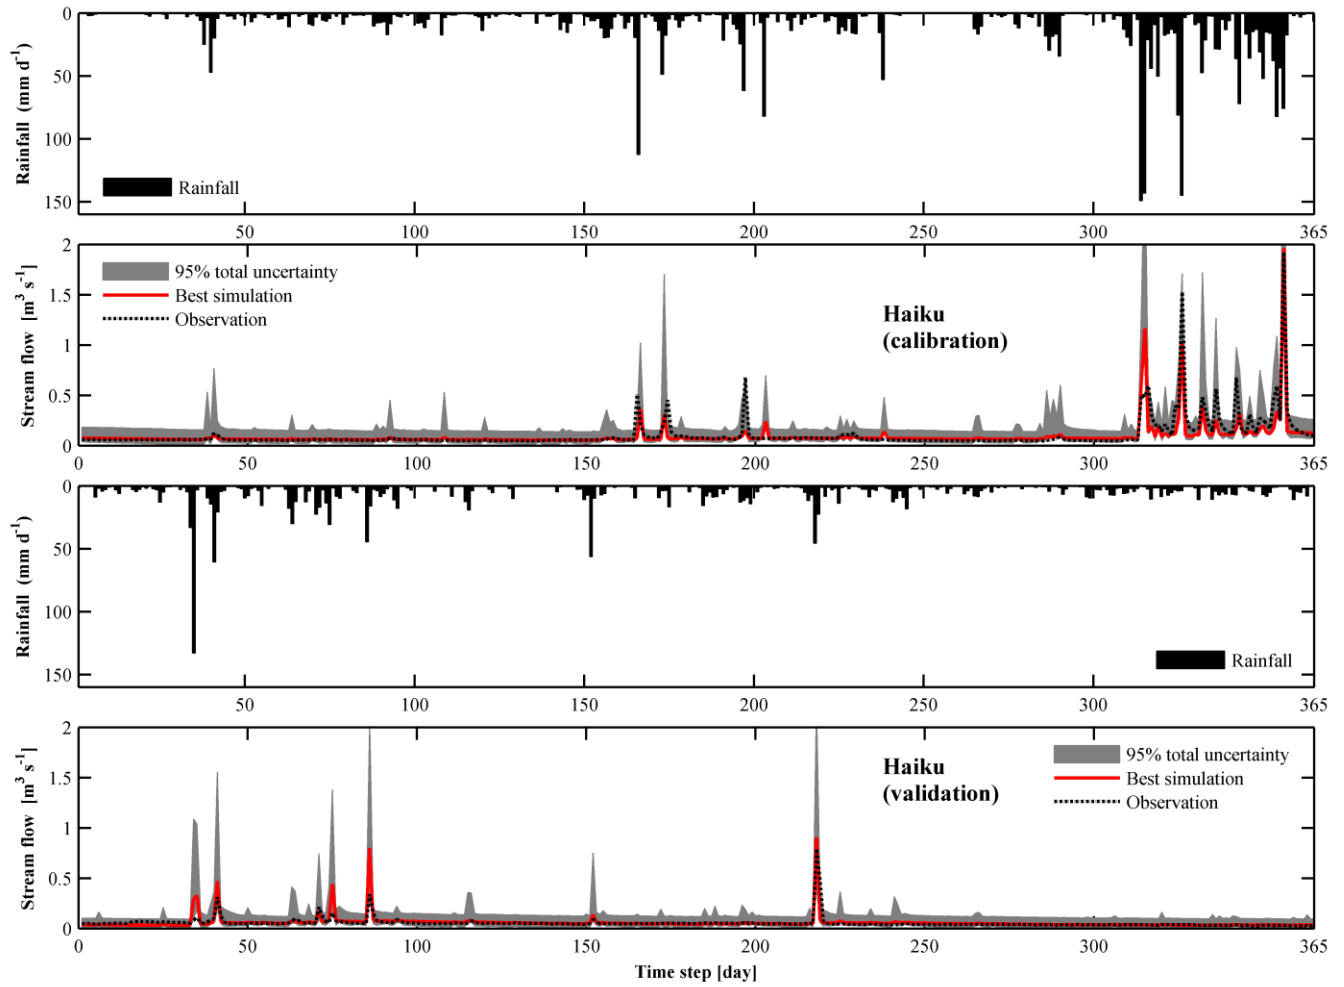 0
50
100
150
Rainfall (mm d-1)
Rainfall
50
100
150
200
250
300
365
2
1.5
1
0.5
0
Stream flow [m3 s-1]
95% total uncertainty
Best simulation
Observation
Haiku
(calibration)
0
50
100
150
200
250
300
365
0
50
100
150
Rainfall (mm d-1)
Rainfall
0
50
100
150
200
250
300
365
2
1.5
1
0.5
0
Stream flow [m3 s-1]
Haiku
(validation)
95% total uncertainty
Best simulation
Observation
0
50
100
150
200
250
300
365
Time step [day]